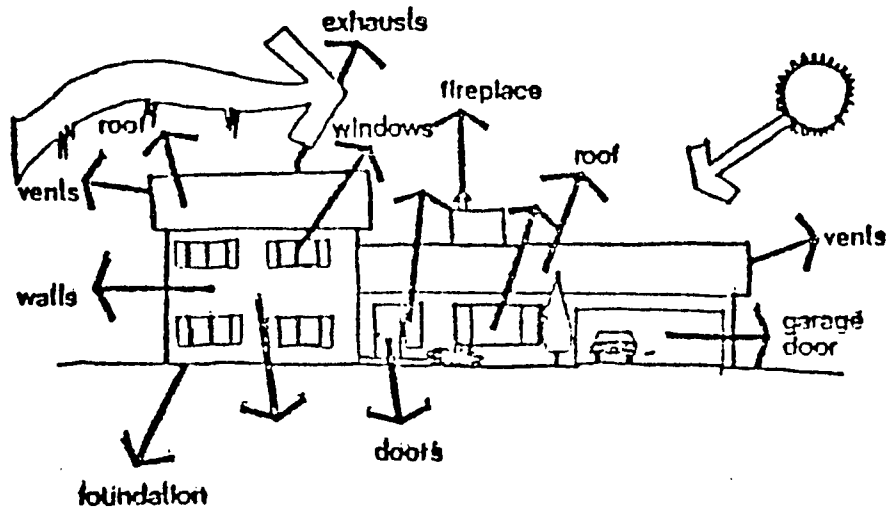 exhausts
fireplace
roof
windows
roof
vents
vents
walls
garage
door
doors
foundation